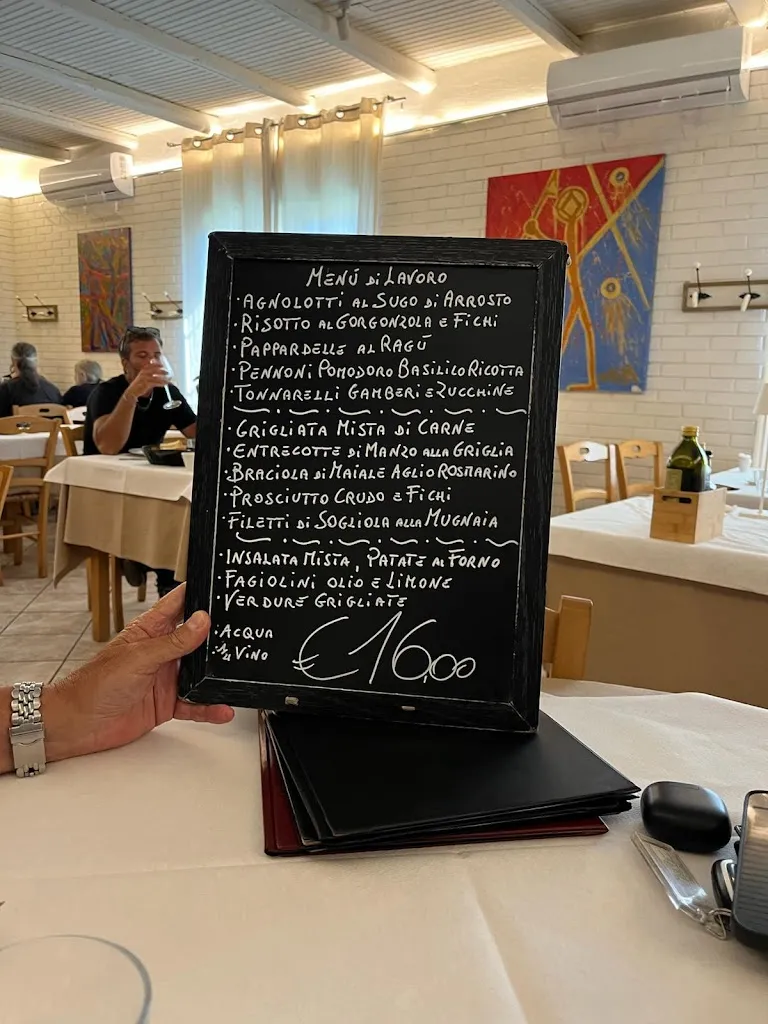 MENÚ di LAVORO
· AGNOLOTTI AL SUGO di ARROSTO
· RISOTTO AL GORGONZOLA E FICHI
· PAPPARDELLE AL RAGÚ
· PENNONI POMODORO BASILICO RICOTTA
TONNARELLI GAMBERI E ZUCCHINE
· GRIGLIATA MISTA DI CARNE
· ENTRECOTTE DI MANZO ALLA GRIGLIA
· BRACIOLA DI MAIALE AGLIO ROSMARINO
· PROSCIUTTO CRUDO E FICHI
· FILETTI DI SOGLIOLA ALLA MUGNAIA
· INSALATA MISTA, PATATE AL FORNO
· FAGIOLINI OLIO E LIMONE
· VERDURE GRIGLIATE
· ACQUA
· 1/4 VINO
€ 16,00